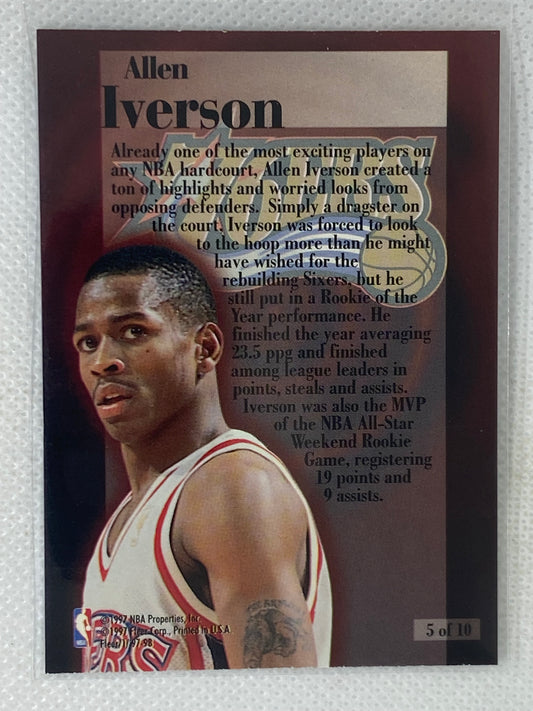 Allen
Iverson
Already one of the most exciting players on
any NBA hardcourt, Allen Iverson created a
ton of highlights and worried looks from
opposing defenders. Simply a dragster on
the court, Iverson was forced to look
to the hoop more than he might
have wished for the
rebuilding Sixers, but he
still put in a Rookie of the
Year performance. He
finished the year averaging
23.5 ppg and finished
among league leaders in
points, steals and assists.
Iverson was also the MVP
of the NBA All-Star
Weekend Rookie
Game, registering
19 points and
9 assists.
SIXERS
©1997 NBA Properties, Inc.
©1997 Fleer Corp., Printed in U.S.A.
Fleer/1/97-98
5 of 10